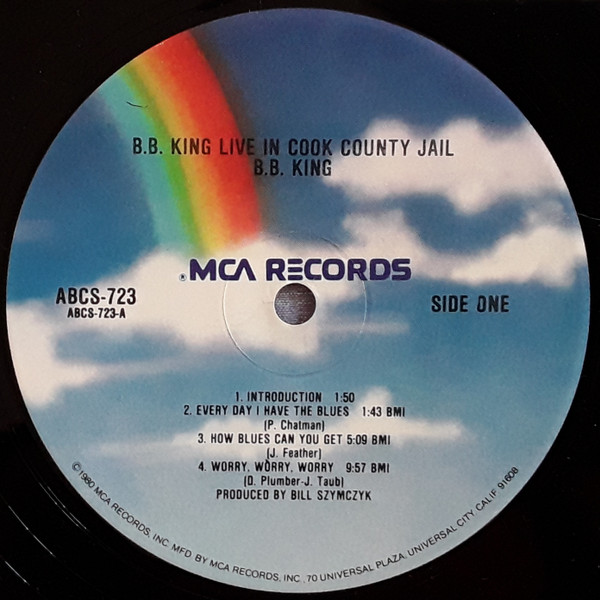 B.B. KING LIVE IN COOK COUNTY JAIL
B.B. KING
®MCA RECORDS
ABCS-723
ABCS-723-A
SIDE ONE
1. INTRODUCTION 1:50
2. EVERY DAY I HAVE THE BLUES 1:43 BMI
(P. Chatman)
3. HOW BLUES CAN YOU GET 5:09 BMI
(J. Feather)
4. WORRY, WORRY, WORRY 9:57 BMI
(D. Plumber-J. Taub)
PRODUCED BY BILL SZYMCZYK
©1980 MCA RECORDS, INC. MFD. BY MCA RECORDS, INC., 70 UNIVERSAL PLAZA, UNIVERSAL CITY, CALIF. 91608